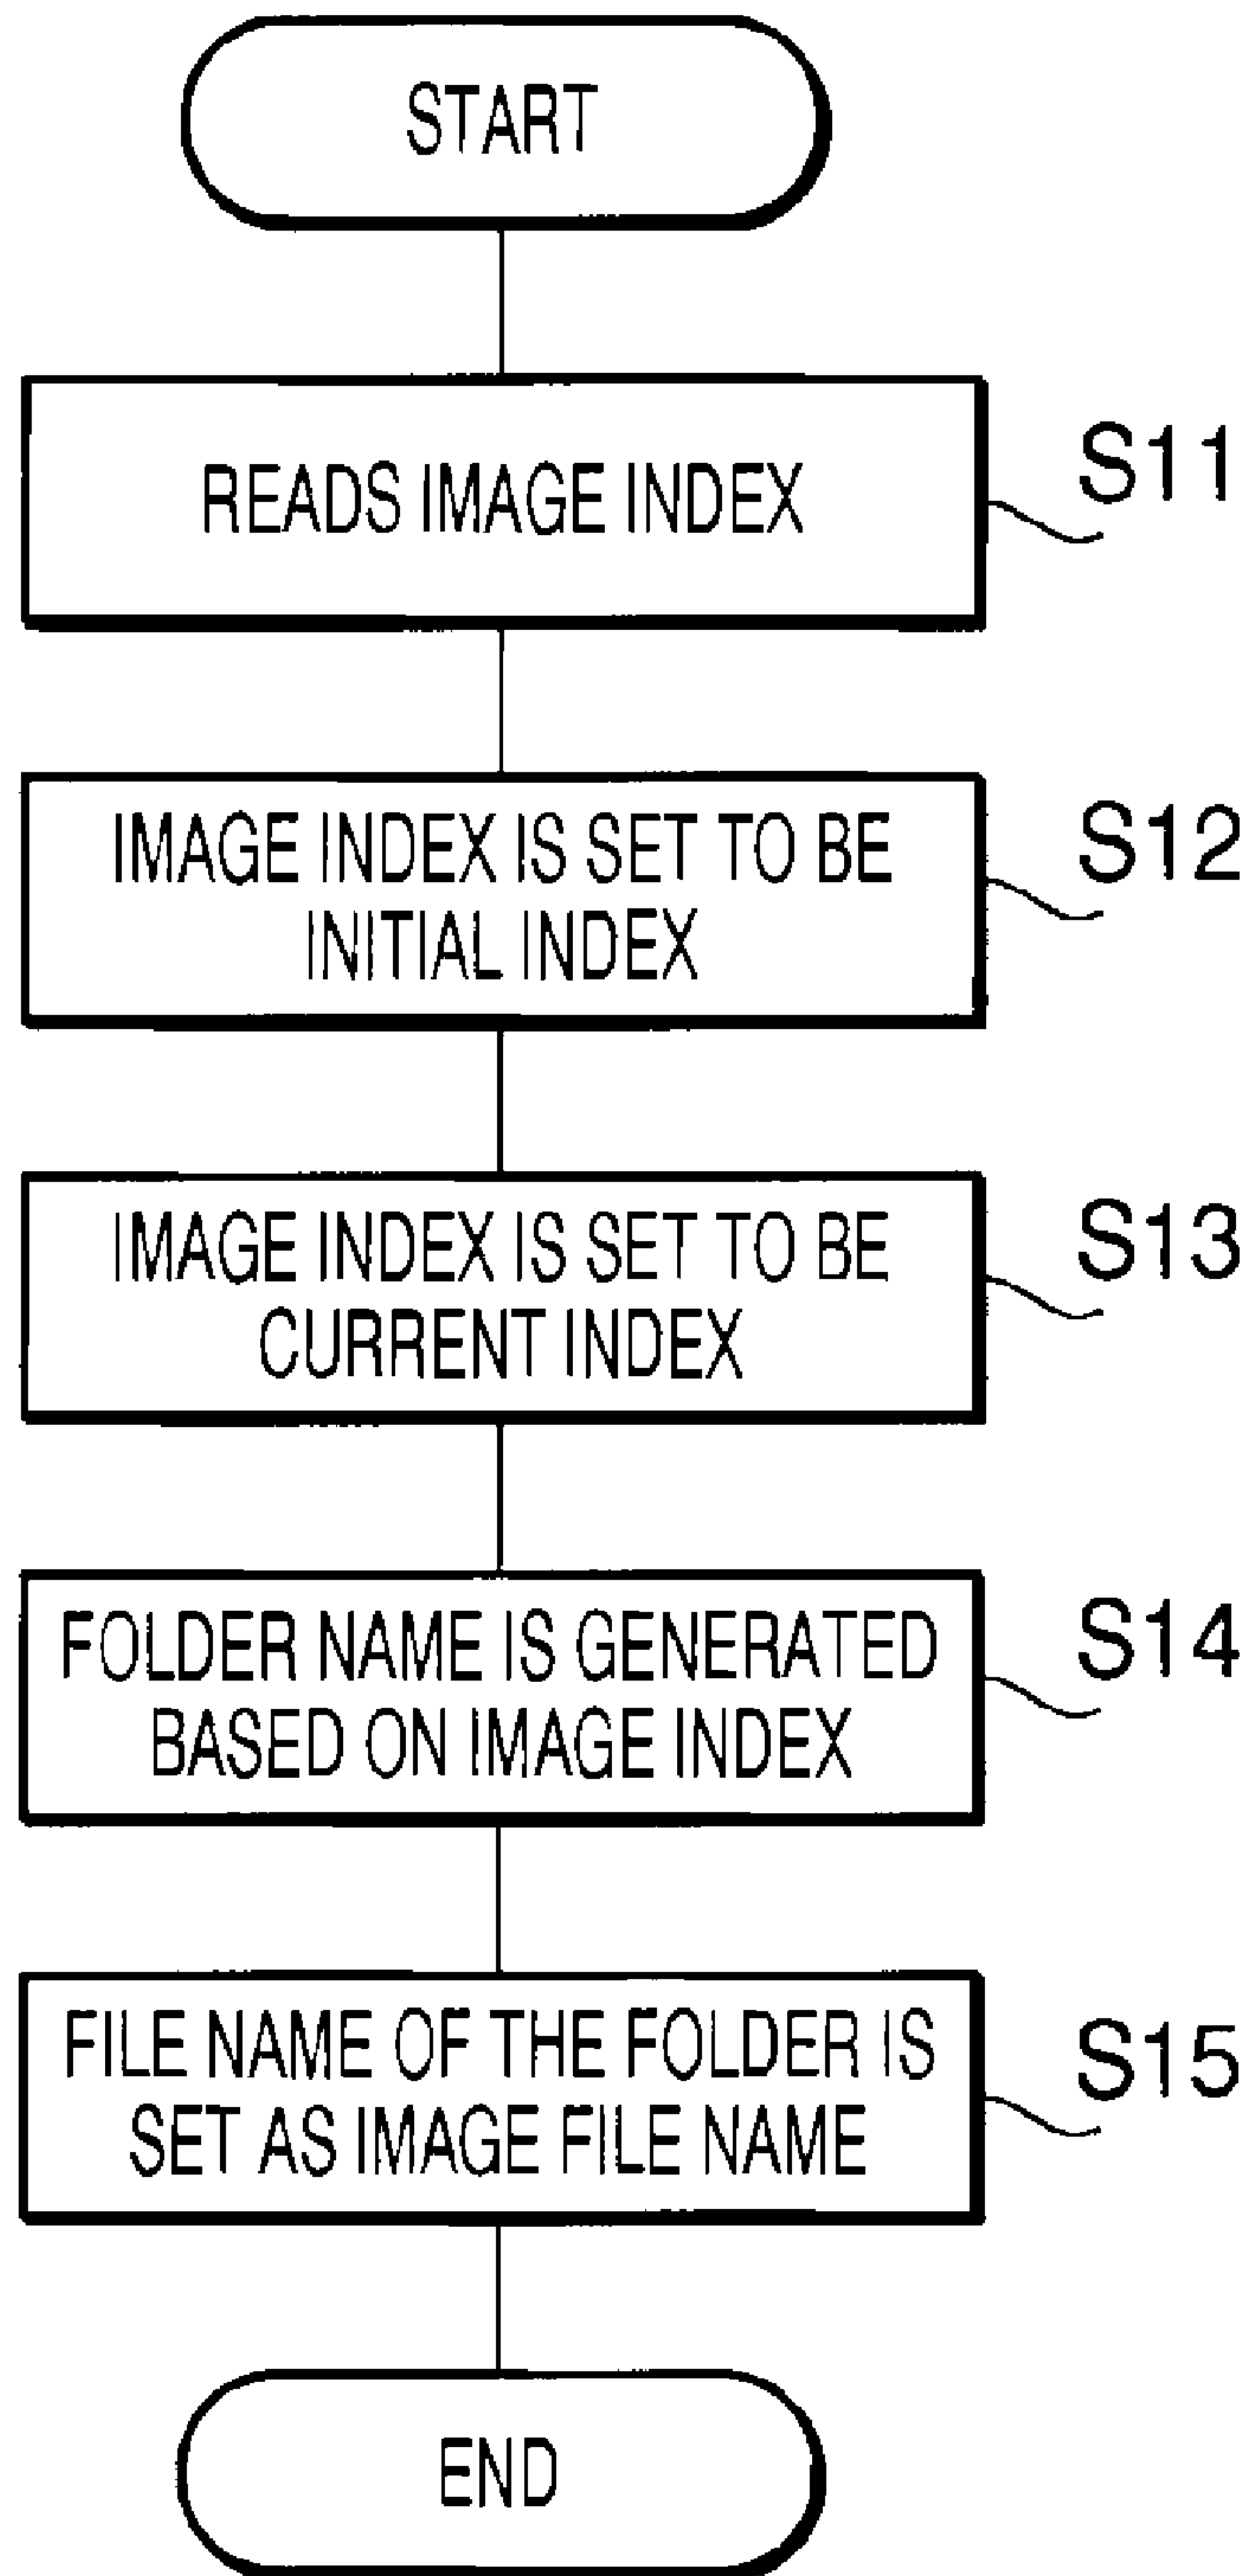 START
READS IMAGE INDEX
S11
IMAGE INDEX IS SET TO BE
INITIAL INDEX
S12
IMAGE INDEX IS SET TO BE
CURRENT INDEX
S13
FOLDER NAME IS GENERATED
BASED ON IMAGE INDEX
S14
FILE NAME OF THE FOLDER IS
SET AS IMAGE FILE NAME
S15
END